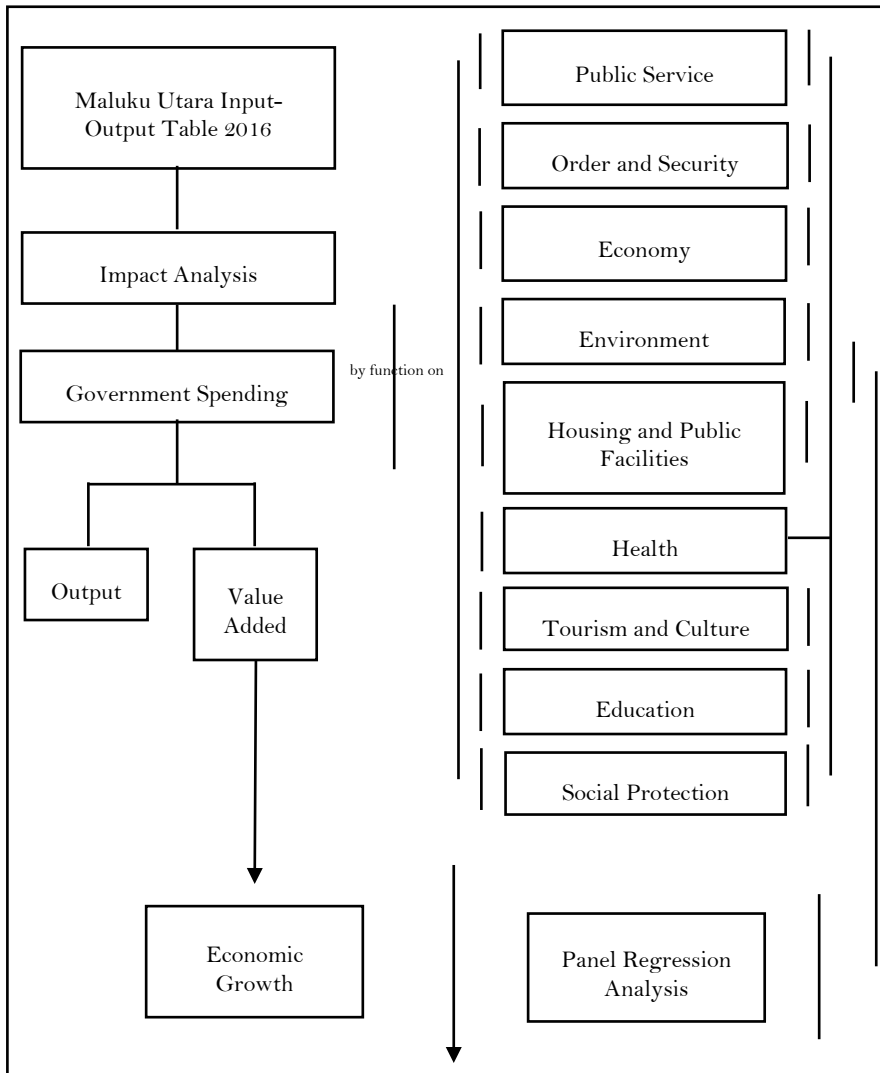 Maluku Utara Input-
Output Table 2016
Impact Analysis
Government Spending
by function on
Output
Value
Added
Economic
Growth
Public Service
Order and Security
Economy
Environment
Housing and Public
Facilities
Health
Tourism and Culture
Education
Social Protection
Panel Regression
Analysis